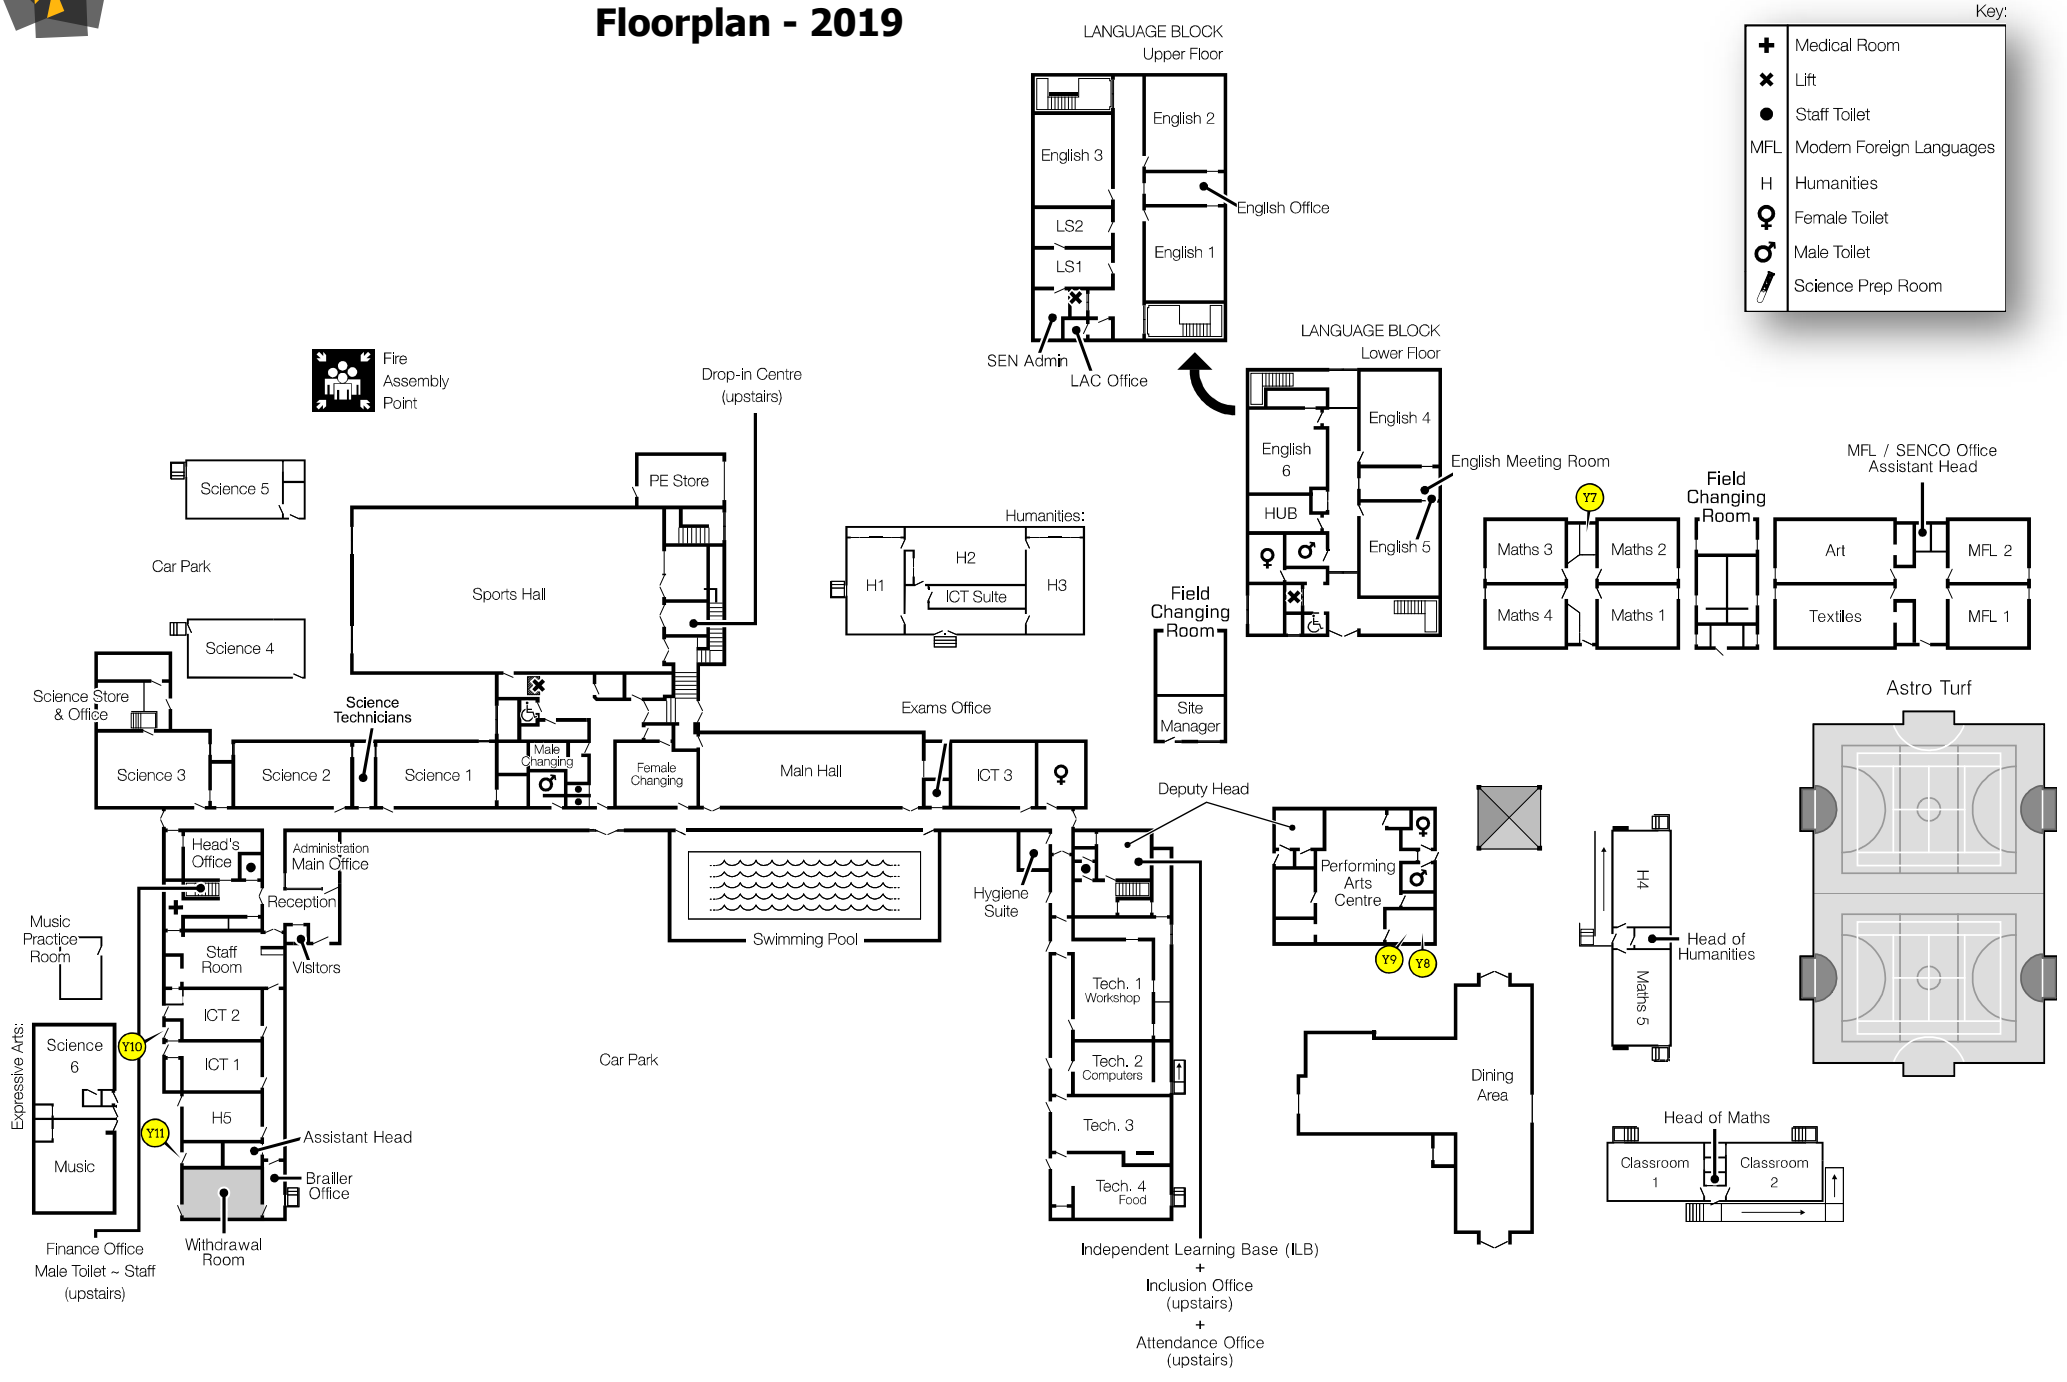 Floorplan - 2019
Key:
Medical Room
Lift
Staff Toilet
MFL Modern Foreign Languages
H Humanities
Female Toilet
Male Toilet
Science Prep Room
LANGUAGE BLOCK
Upper Floor
English 2
English 3
English Office
LS2
English 1
LS1
SEN Admin
LAC Office
LANGUAGE BLOCK
Lower Floor
English 4
English
6
English Meeting Room
HUB
English 5
Fire
Assembly
Point
Drop-in Centre
(upstairs)
PE Store
Science 5
Car Park
Sports Hall
Science 4
Humanities:
H1
H2
H3
ICT Suite
Field
Changing
Room
Site
Manager
Y7
Maths 3
Maths 2
Maths 4
Maths 1
Field
Changing
Room
MFL / SENCO Office
Assistant Head
Art
MFL 2
Textiles
MFL 1
Astro Turf
Science Store
& Office
Science
Technicians
Exams Office
Science 3
Science 2
Science 1
Male
Changing
Female
Changing
Main Hall
ICT 3
Deputy Head
Head's
Office
Administration
Main Office
Reception
Hygiene
Suite
Performing
Arts
Centre
Y9
Y8
H4
Head of
Humanities
Maths 5
Music
Practice
Room
Staff
Room
Visitors
Swimming Pool
Tech. 1
Workshop
ICT 2
Expressive Arts:
Science
6
Y10
ICT 1
Car Park
Tech. 2
Computers
Dining
Area
H5
Y11
Assistant Head
Tech. 3
Head of Maths
Music
Brailler
Office
Tech. 4
Food
Classroom
1
Classroom
2
Withdrawal
Room
Finance Office
Male Toilet ~ Staff
(upstairs)
Independent Learning Base (ILB)
+
Inclusion Office
(upstairs)
+
Attendance Office
(upstairs)